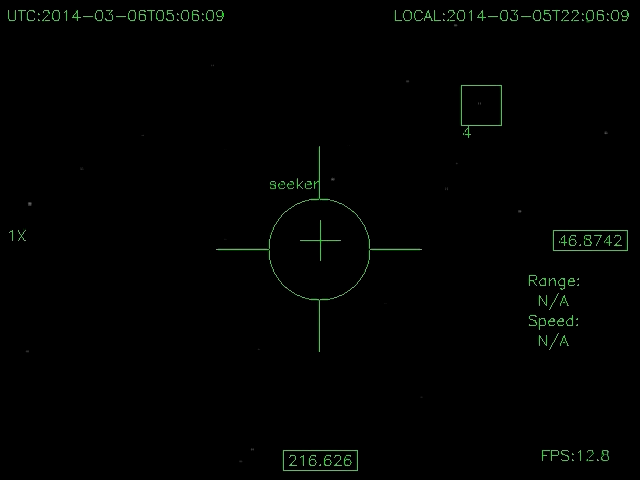 UTC:2014-03-06T05:06:09
LOCAL:2014-03-05T22:06:09
4
seeker
1X
46.8742
Range:
N/A
Speed:
N/A
216.626
FPS:12.8